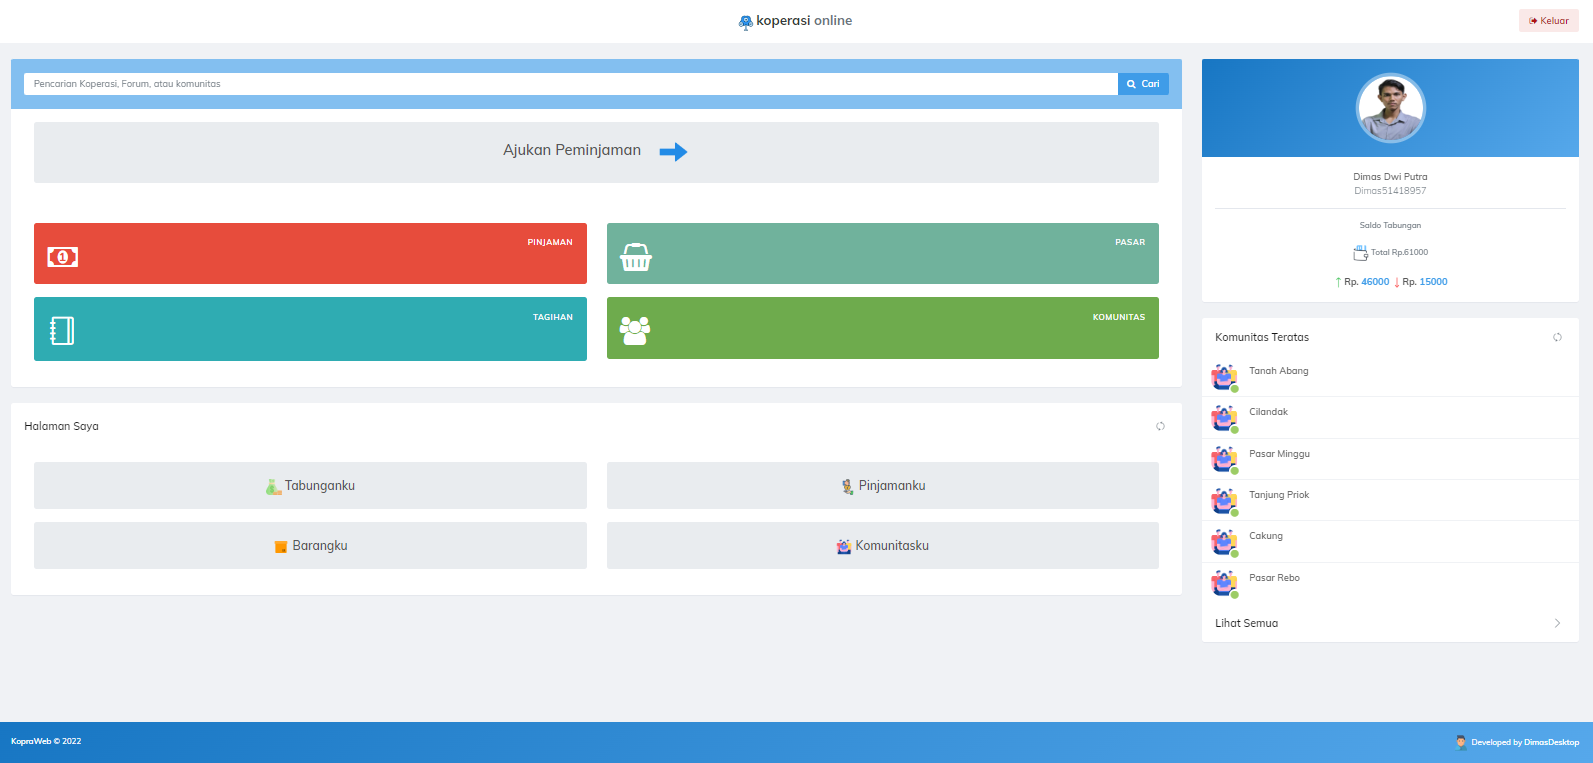 koperasi online
Keluar
Pencarian Koperasi, Forum, atau komunitas
Cari
Ajukan Peminjaman
PINJAMAN
PASAR
TAGIHAN
KOMUNITAS
Halaman Saya
Tabunganku
Pinjamanku
Barangku
Komunitasku
Dimas Dwi Putra
Dimas51418957
Saldo Tabungan
Total Rp.61000
Rp. 46000 Rp. 15000
Komunitas Teratas
Tanah Abang
Cilandak
Pasar Minggu
Tanjung Priok
Cakung
Pasar Rebo
Lihat Semua
KopraWeb © 2022
Developed by DimasDesktop